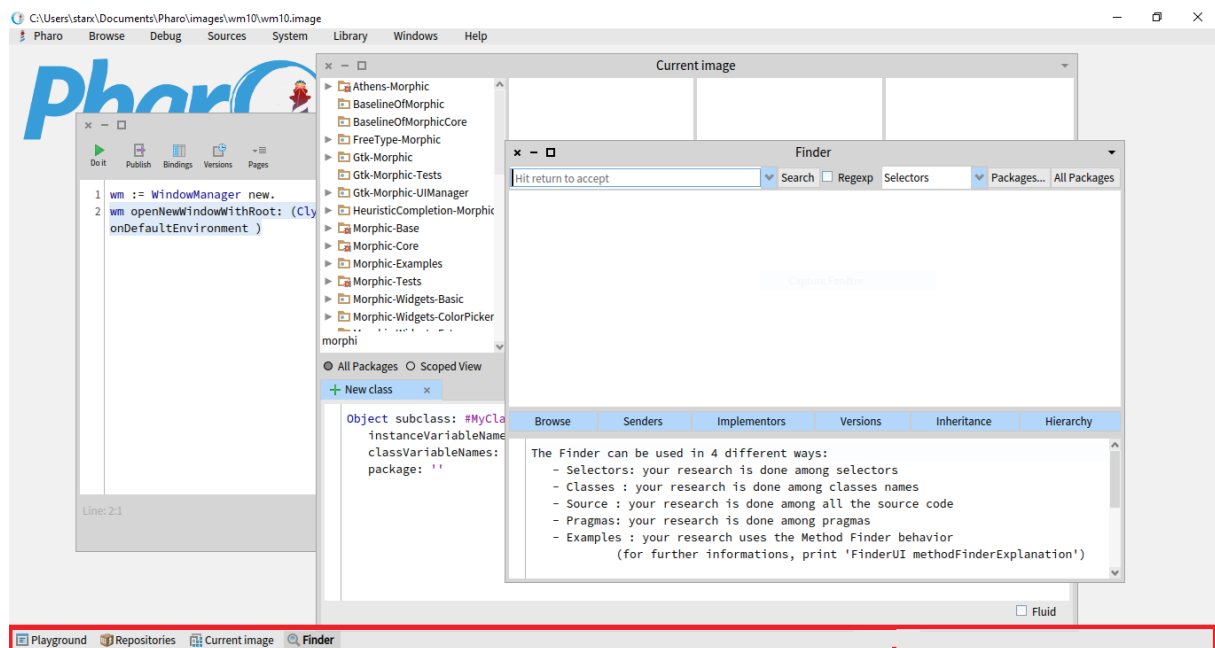 C:\Users\starx\Documents\Pharo\images\wm10\wm10.image
Pharo Browse Debug Sources System Library Windows Help
Pharo
Do it Publish Bindings Versions Pages
1 wm := WindowManager new.
2 wm openNewWindowWithRoot: (Cly
onDefaultEnvironment )
Line: 2:1
Current image
Athens-Morphic
BaselineOfMorphic
BaselineOfMorphicCore
FreeType-Morphic
Gtk-Morphic
Gtk-Morphic-Tests
Gtk-Morphic-UIManager
HeuristicCompletion-Morphic
Morphic-Base
Morphic-Core
Morphic-Examples
Morphic-Tests
Morphic-Widgets-Basic
Morphic-Widgets-ColorPicker
morphi
All Packages Scoped View
New class
Object subclass: #MyCla
instanceVariableName
classVariableNames:
package: ''
Fluid
Finder
Hit return to accept Search Regexp Selectors Packages... All Packages
Browse Senders Implementors Versions Inheritance Hierarchy
The Finder can be used in 4 different ways:
- Selectors: your research is done among selectors
- Classes : your research is done among classes names
- Source : your research is done among all the source code
- Pragmas: your research is done among pragmas
- Examples : your research uses the Method Finder behavior
(for further informations, print 'FinderUI methodFinderExplanation')
Playground Repositories Current image Finder